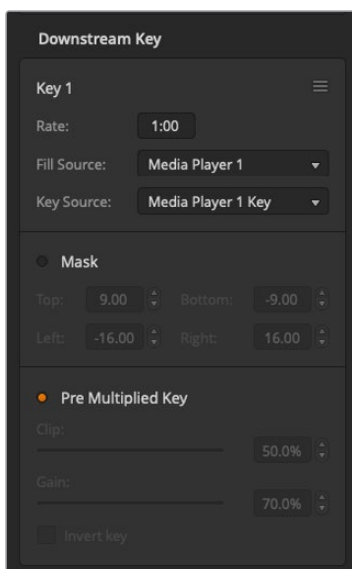 Downstream Key
Key 1
Rate: 1:00
Fill Source: Media Player 1
Key Source: Media Player 1 Key
Mask
Top: 9.00 Bottom: -9.00
Left: -16.00 Right: 16.00
Pre Multiplied Key
Clip:
50.0%
Gain:
70.0%
Invert key